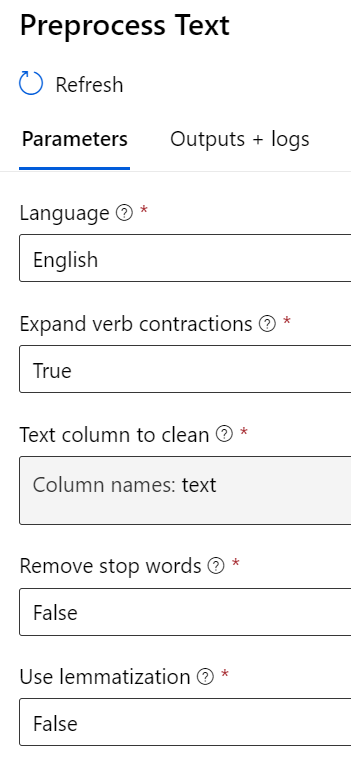 Preprocess Text
Refresh
Parameters Outputs + logs
Language ? *
English
Expand verb contractions ? *
True
Text column to clean ? *
Column names: text
Remove stop words ? *
False
Use lemmatization ? *
False